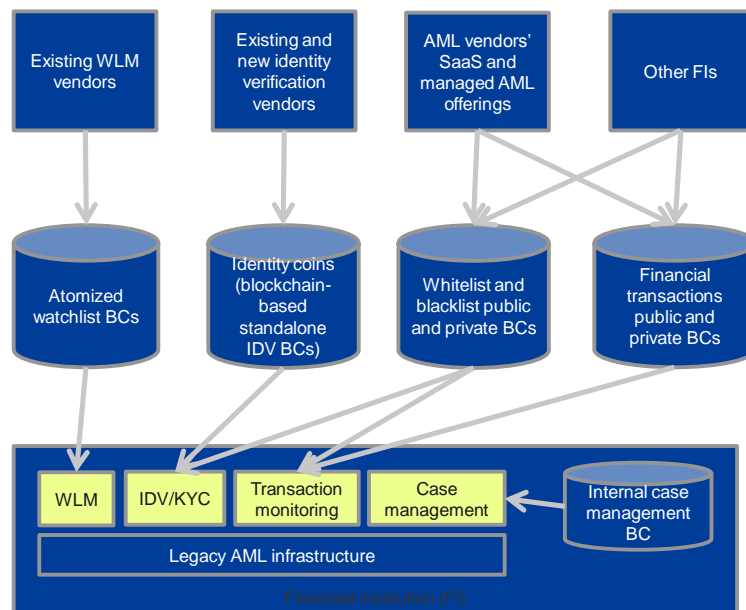 Existing WLM
vendors
Existing and
new identity
verification
vendors
AML vendors’
SaaS and
managed AML
offerings
Other FIs
Atomized
watchlist BCs
Identity coins
(blockchain-
based
standalone
IDV BCs)
Whitelist and
blacklist public
and private BCs
Financial
transactions
public and
private BCs
WLM
IDV/KYC
Transaction
monitoring
Case
management
Internal case
management
BC
Legacy AML infrastructure
Financial institution (FI)